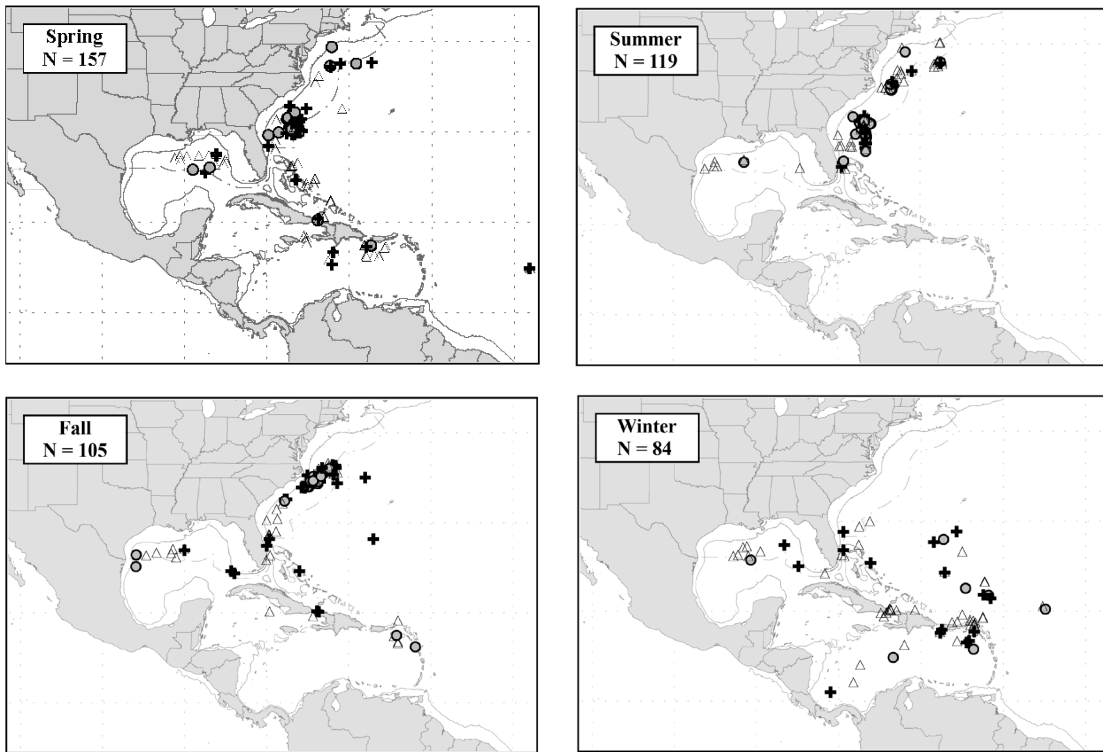 Spring
N = 157
Summer
N = 119
Fall
N = 105
Winter
N = 84